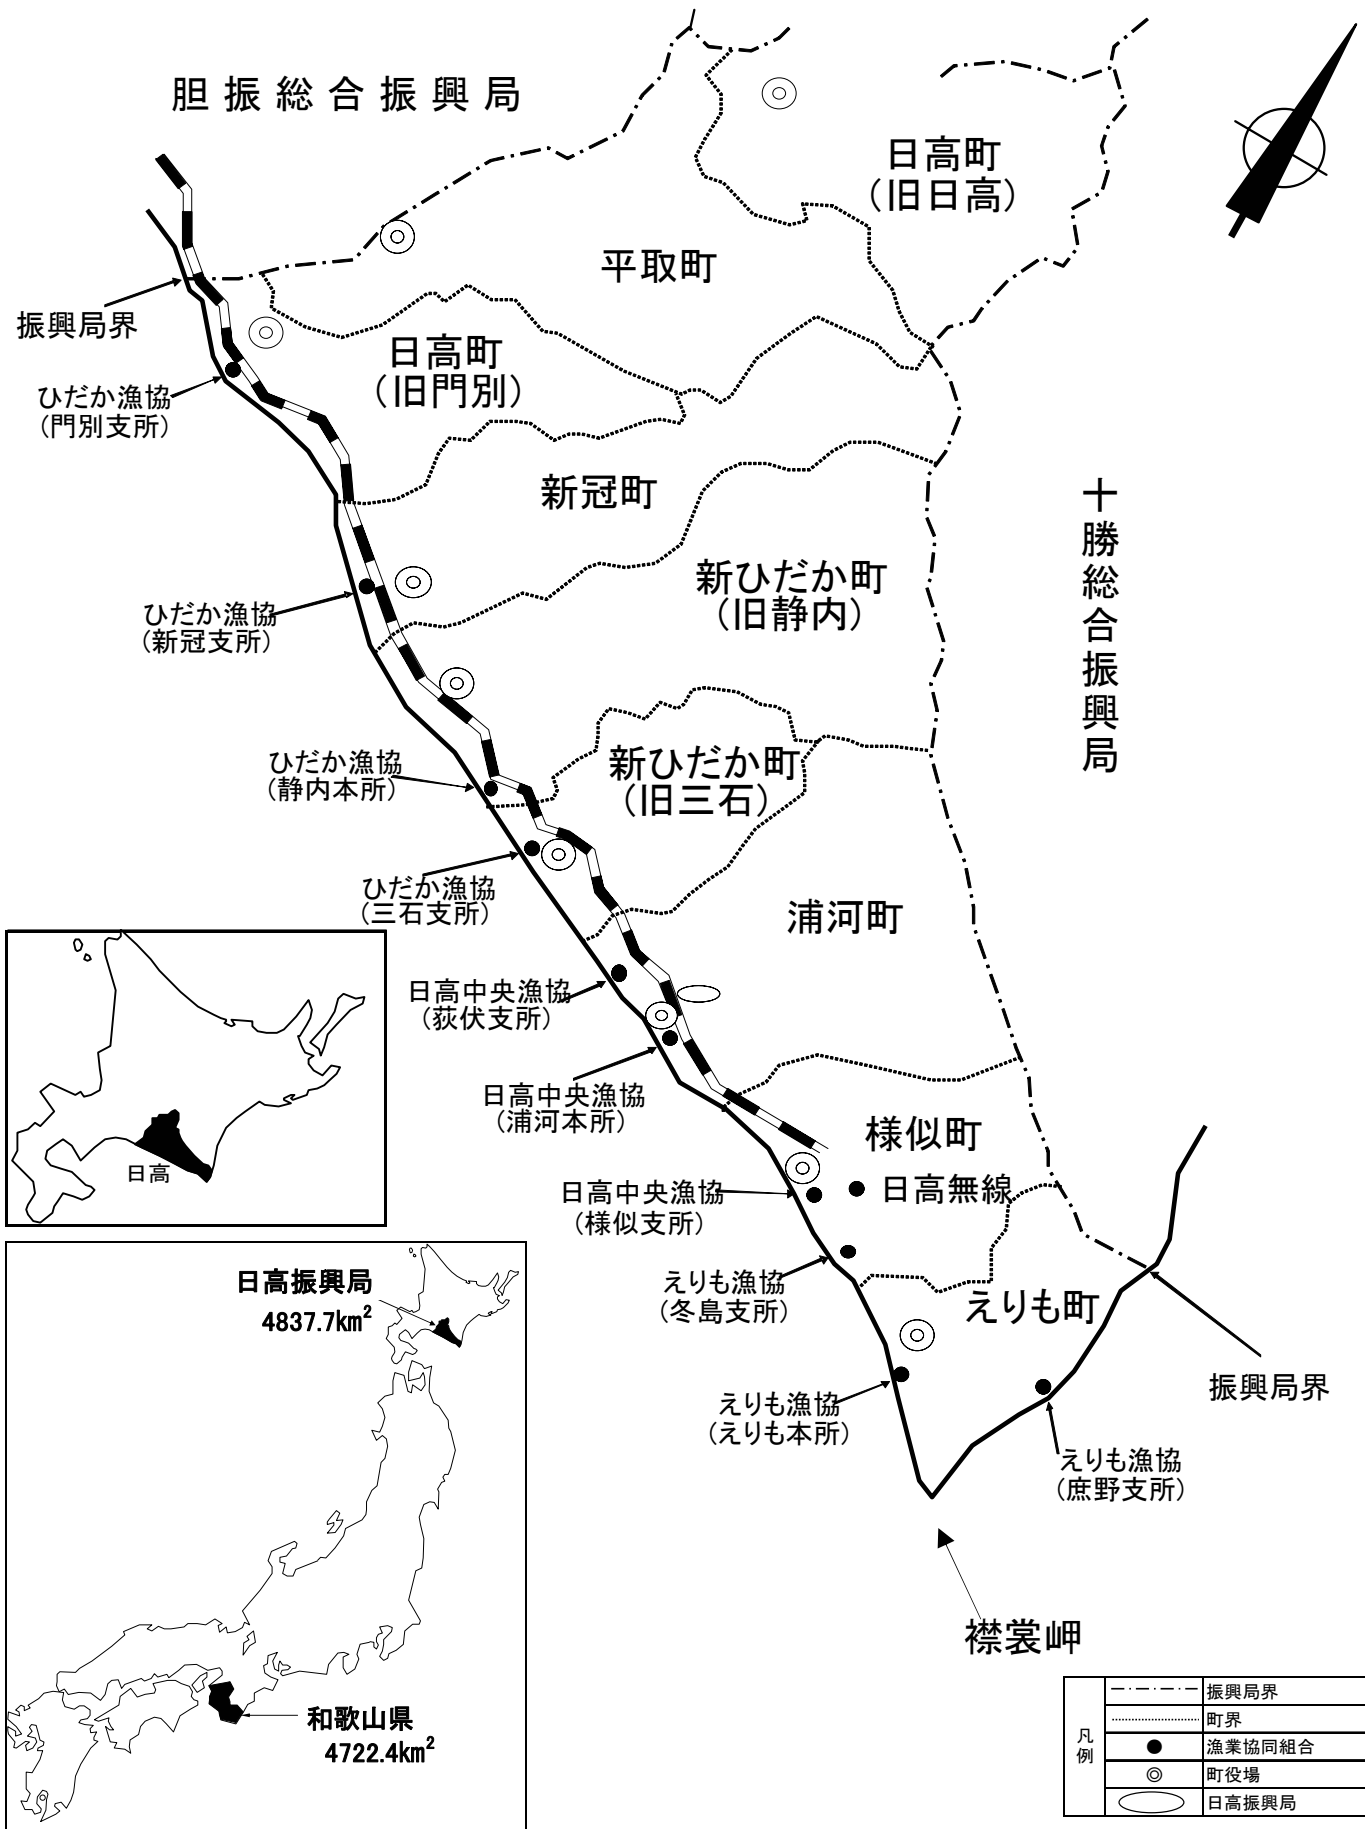 胆振総合振興局
日高町
（旧日高）
平取町
振興局界
日高町
（旧門別）
ひだか漁協
（門別支所）
新冠町
十勝総合振興局
新ひだか町
（旧静内）
ひだか漁協
（新冠支所）
新ひだか町
（旧三石）
ひだか漁協
（静内本所）
ひだか漁協
（三石支所）
浦河町
日高中央漁協
（荻伏支所）
日高中央漁協
（浦河本所）
様似町
日高中央漁協
（様似支所）
日高無線
えりも漁協
（冬島支所）
えりも町
振興局界
えりも漁協
（えりも本所）
えりも漁協
（庶野支所）
襟裳岬
日高
日高振興局
4837.7km²
和歌山県
4722.4km²
凡例
振興局界
町界
漁業協同組合
町役場
日高振興局